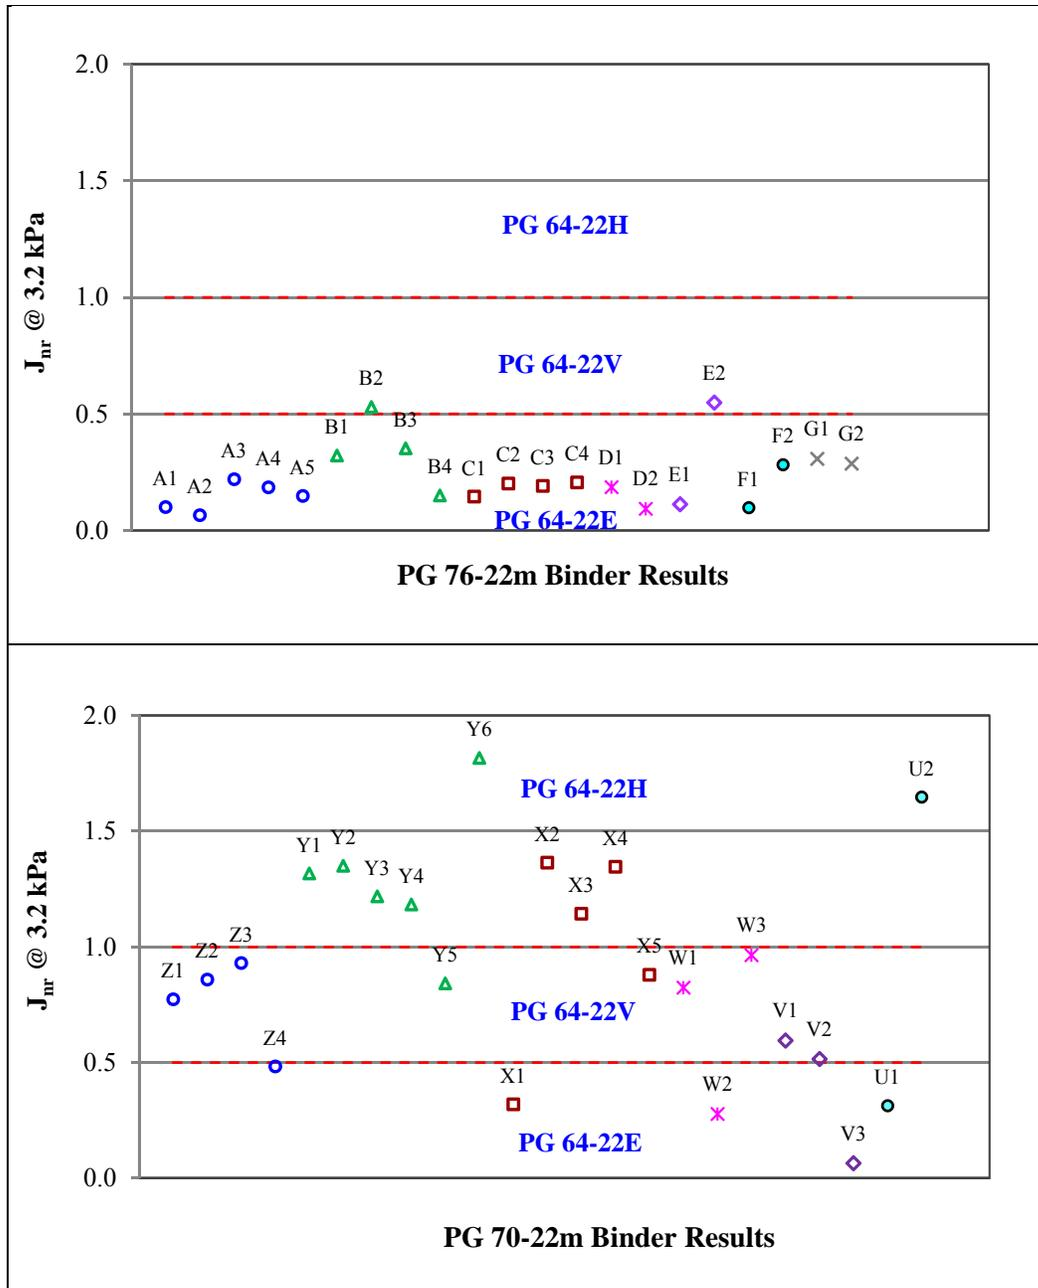 2.0
1.5
PG 64-22H
1.0
J_nr @ 3.2 kPa
PG 64-22V
B2
E2
0.5
B1
B3
F2
G1
G2
A3
A4
A5
B4
C1
C2
C3
C4
D1
D2
E1
F1
A1
A2
PG 64-22E
0.0
PG 76-22m Binder Results
2.0
Y6
PG 64-22H
U2
1.5
Y1
Y2
Y3
Y4
X2
X3
X4
1.0
Z1
Z2
Z3
Y5
X5
W1
W3
J_nr @ 3.2 kPa
PG 64-22V
Z4
V1
V2
0.5
X1
W2
U1
PG 64-22E
V3
0.0
PG 70-22m Binder Results